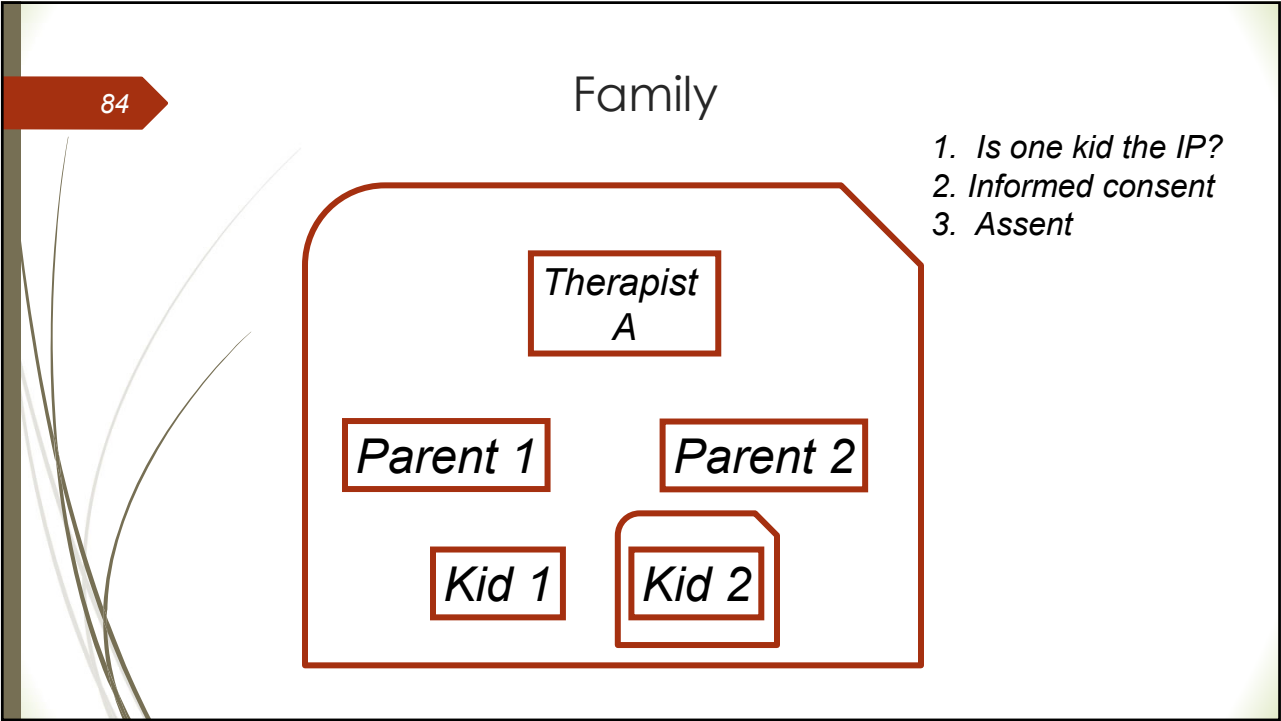 84
Family
1. Is one kid the IP?
2. Informed consent
3. Assent
Therapist
A
Parent 1
Parent 2
Kid 1
Kid 2